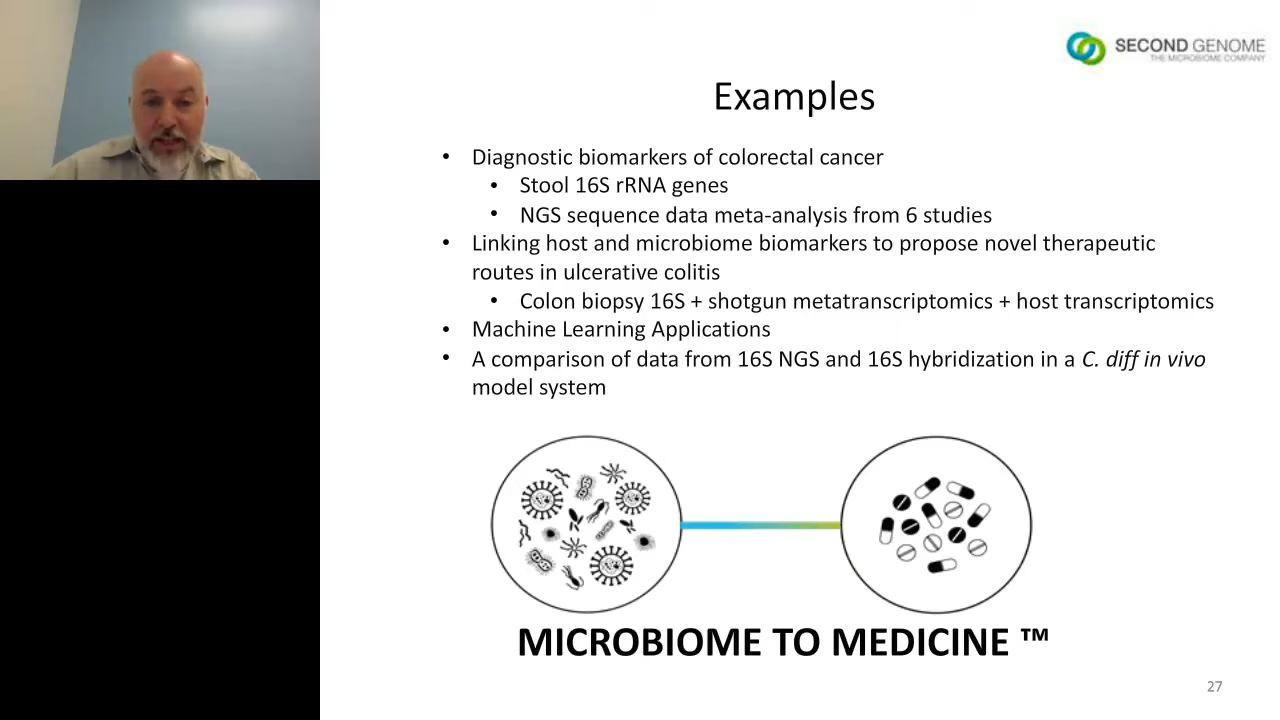 SECOND GENOME
THE MICROBIOME COMPANY
Examples
• Diagnostic biomarkers of colorectal cancer
• Stool 16S rRNA genes
• NGS sequence data meta-analysis from 6 studies
• Linking host and microbiome biomarkers to propose novel therapeutic
routes in ulcerative colitis
• Colon biopsy 16S + shotgun metatranscriptomics + host transcriptomics
• Machine Learning Applications
• A comparison of data from 16S NGS and 16S hybridization in a C. diff in vivo
model system
MICROBIOME TO MEDICINE ™
27